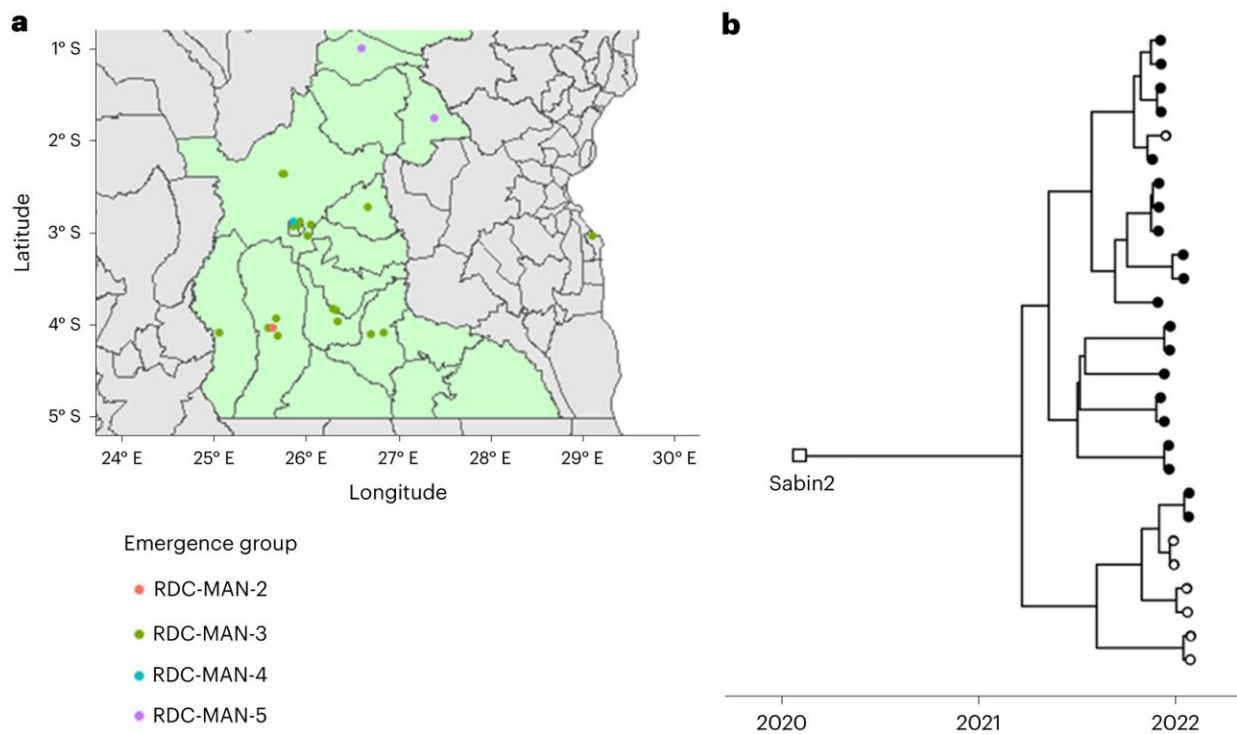 a
1° S
2° S
3° S
4° S
5° S
Latitude
24° E
25° E
26° E
27° E
28° E
29° E
30° E
Longitude
Emergence group
RDC-MAN-2
RDC-MAN-3
RDC-MAN-4
RDC-MAN-5
b
Sabin2
2020
2021
2022